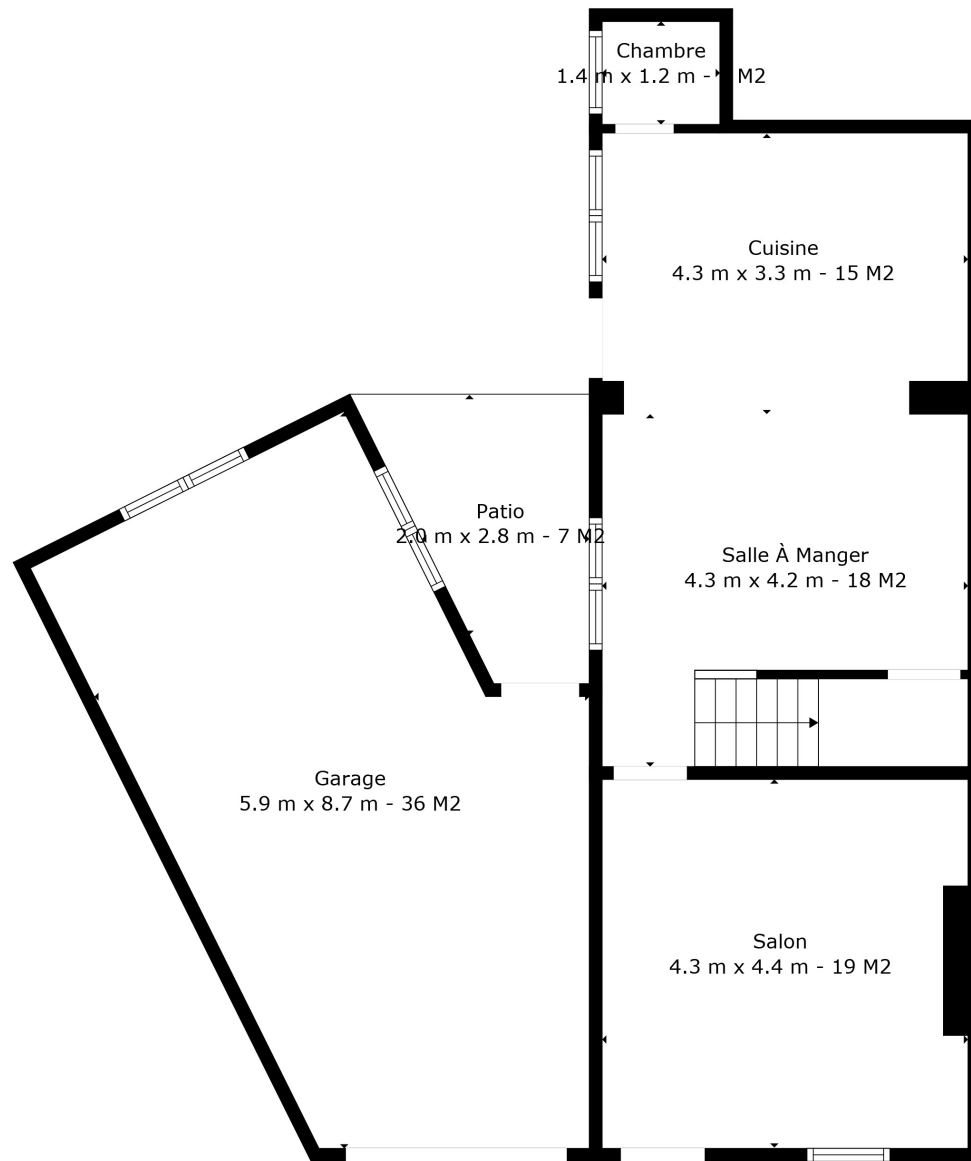 Chambre
1.4 m x 1.2 m - M2
Cuisine
4.3 m x 3.3 m - 15 M2
Patio
2.0 m x 2.8 m - 7 M2
Salle À Manger
4.3 m x 4.2 m - 18 M2
Garage
5.9 m x 8.7 m - 36 M2
Salon
4.3 m x 4.4 m - 19 M2